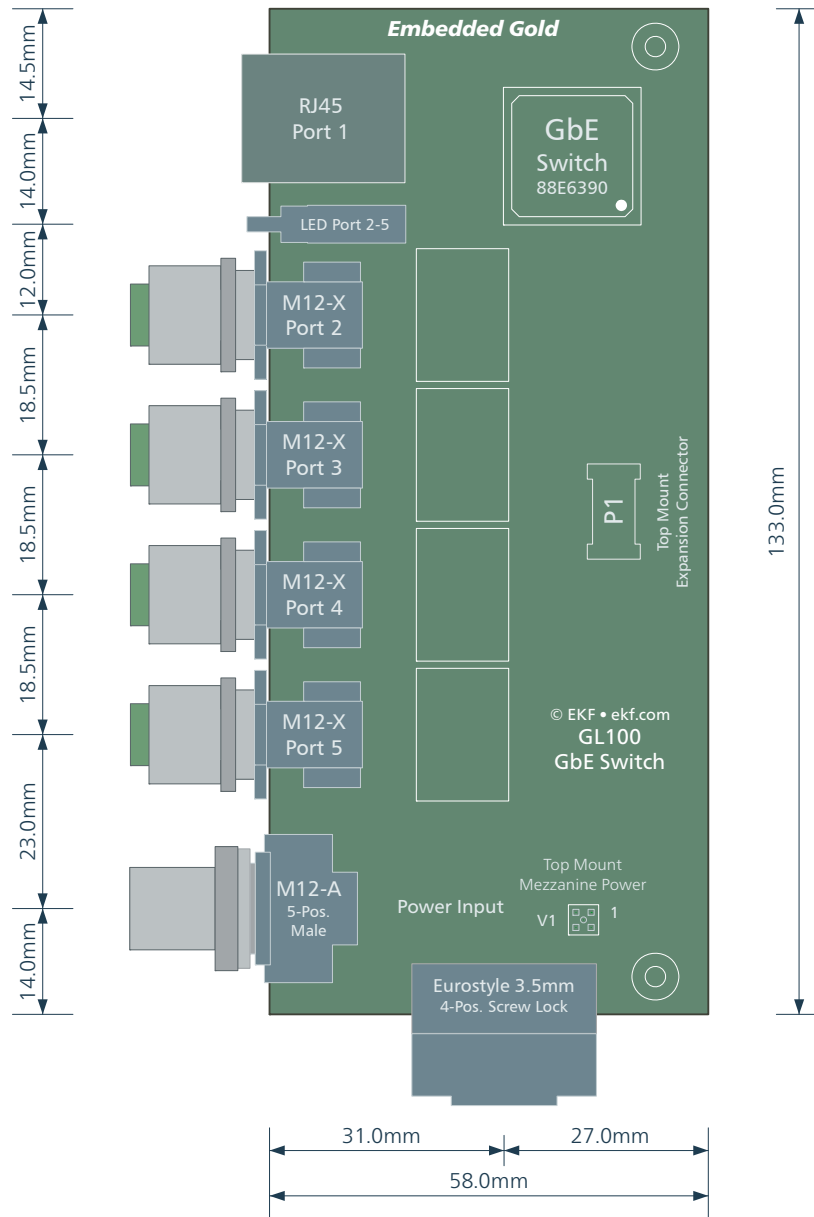 Embedded Gold
14.5mm
RJ45
Port 1
GbE
Switch
88E6390
14.0mm
LED Port 2-5
12.0mm
M12-X
Port 2
18.5mm
M12-X
Port 3
P1
Top Mount
Expansion Connector
133.0mm
18.5mm
M12-X
Port 4
18.5mm
M12-X
Port 5
© EKF • ekf.com
GL100
GbE Switch
23.0mm
M12-A
5-Pos.
Male
Power Input
Top Mount
Mezzanine Power
V1
1
14.0mm
Eurostyle 3.5mm
4-Pos. Screw Lock
31.0mm
27.0mm
58.0mm